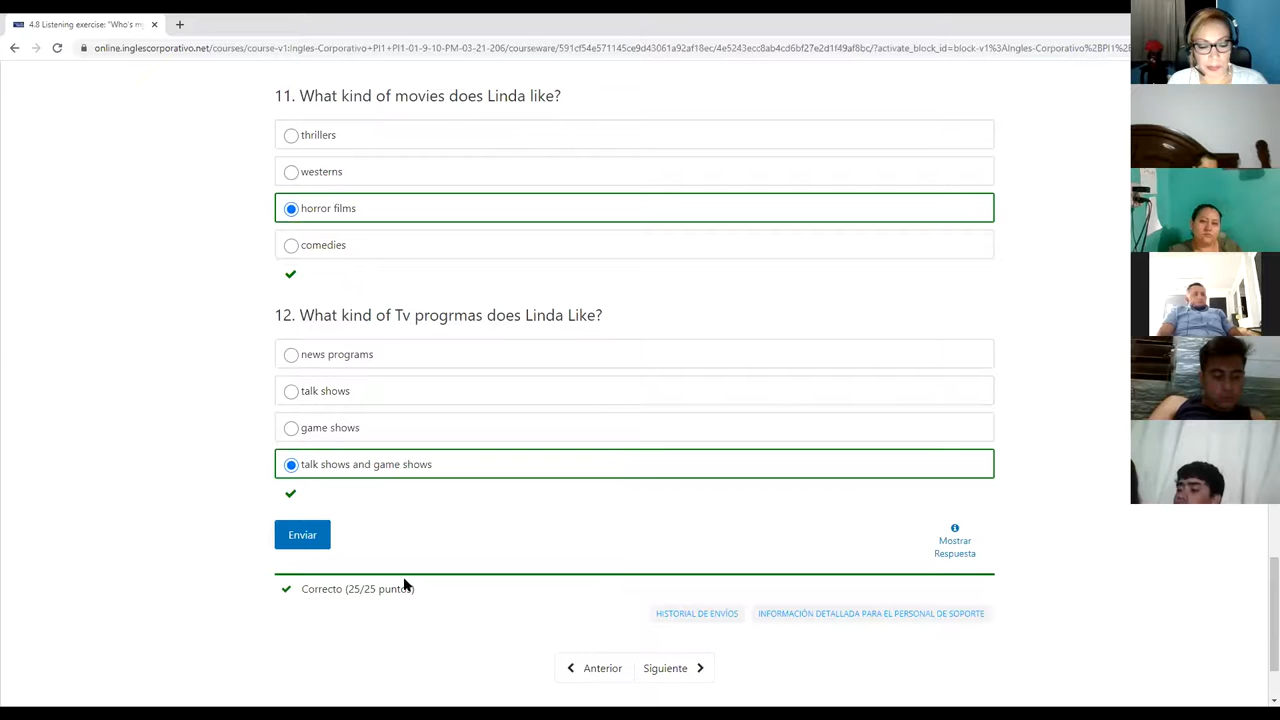 4.8 Listening exercise: "Who's my
online.inglescorporativo.net/courses/course-v1:Ingles-Corporativo+PI1+PI1-01-9-10-PM-03-21-206/courseware/591cf54e571145ce9d43061a92af18ec/4e5243ecc8ab4cd6bf27e2d1f49af8bc/?activate_block_id=block-v1%3AIngles-Corporativo%2BPI1%2B
11. What kind of movies does Linda like?
thrillers
westerns
horror films
comedies
12. What kind of Tv progrmas does Linda Like?
news programs
talk shows
game shows
talk shows and game shows
Enviar
Mostrar
Respuesta
Correcto (25/25 puntos)
HISTORIAL DE ENVÍOS INFORMACIÓN DETALLADA PARA EL PERSONAL DE SOPORTE
Anterior Siguiente